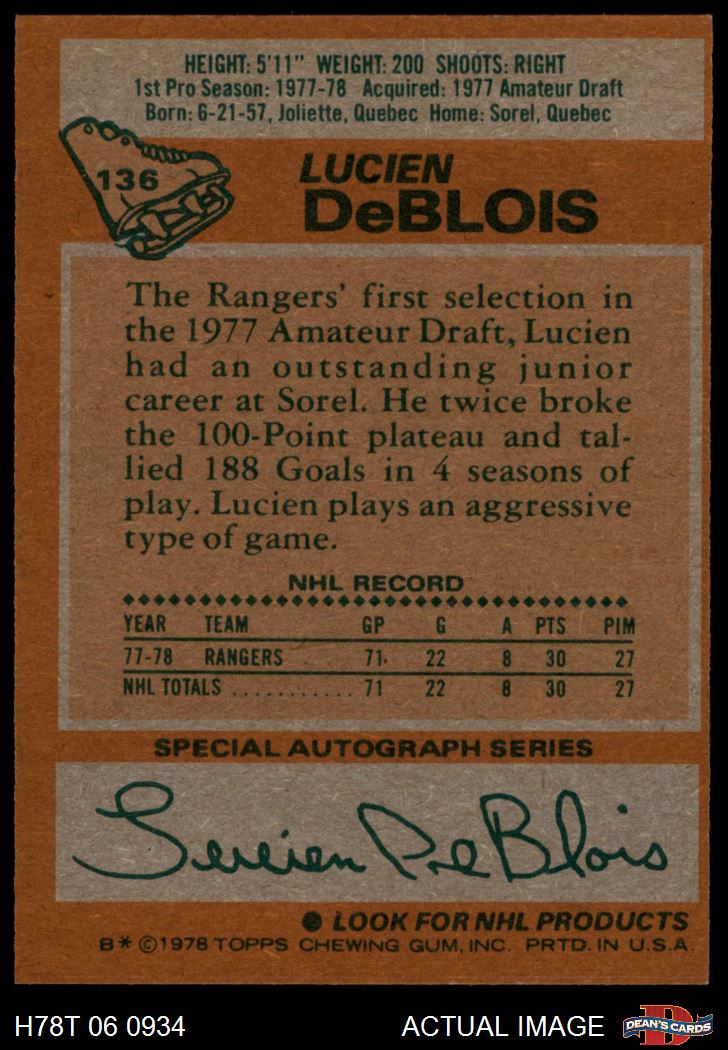 HEIGHT: 5'11" WEIGHT: 200 SHOOTS: RIGHT
1st Pro Season: 1977-78 Acquired: 1977 Amateur Draft
Born: 6-21-57, Joliette, Quebec Home: Sorel, Quebec
136
LUCIEN
DeBLOIS
The Rangers' first selection in
the 1977 Amateur Draft, Lucien
had an outstanding junior
career at Sorel. He twice broke
the 100-Point plateau and tal-
lied 188 Goals in 4 seasons of
play. Lucien plays an aggressive
type of game.
NHL RECORD
YEAR TEAM GP G A PTS PIM
77-78 RANGERS 71 22 8 30 27
NHL TOTALS ........... 71 22 8 30 27
SPECIAL AUTOGRAPH SERIES
Lucien DeBlois
● LOOK FOR NHL PRODUCTS
B* ©1978 TOPPS CHEWING GUM, INC. PRTD. IN U.S.A.
H78T 06 0934 ACTUAL IMAGE D DEAN'S CARDS